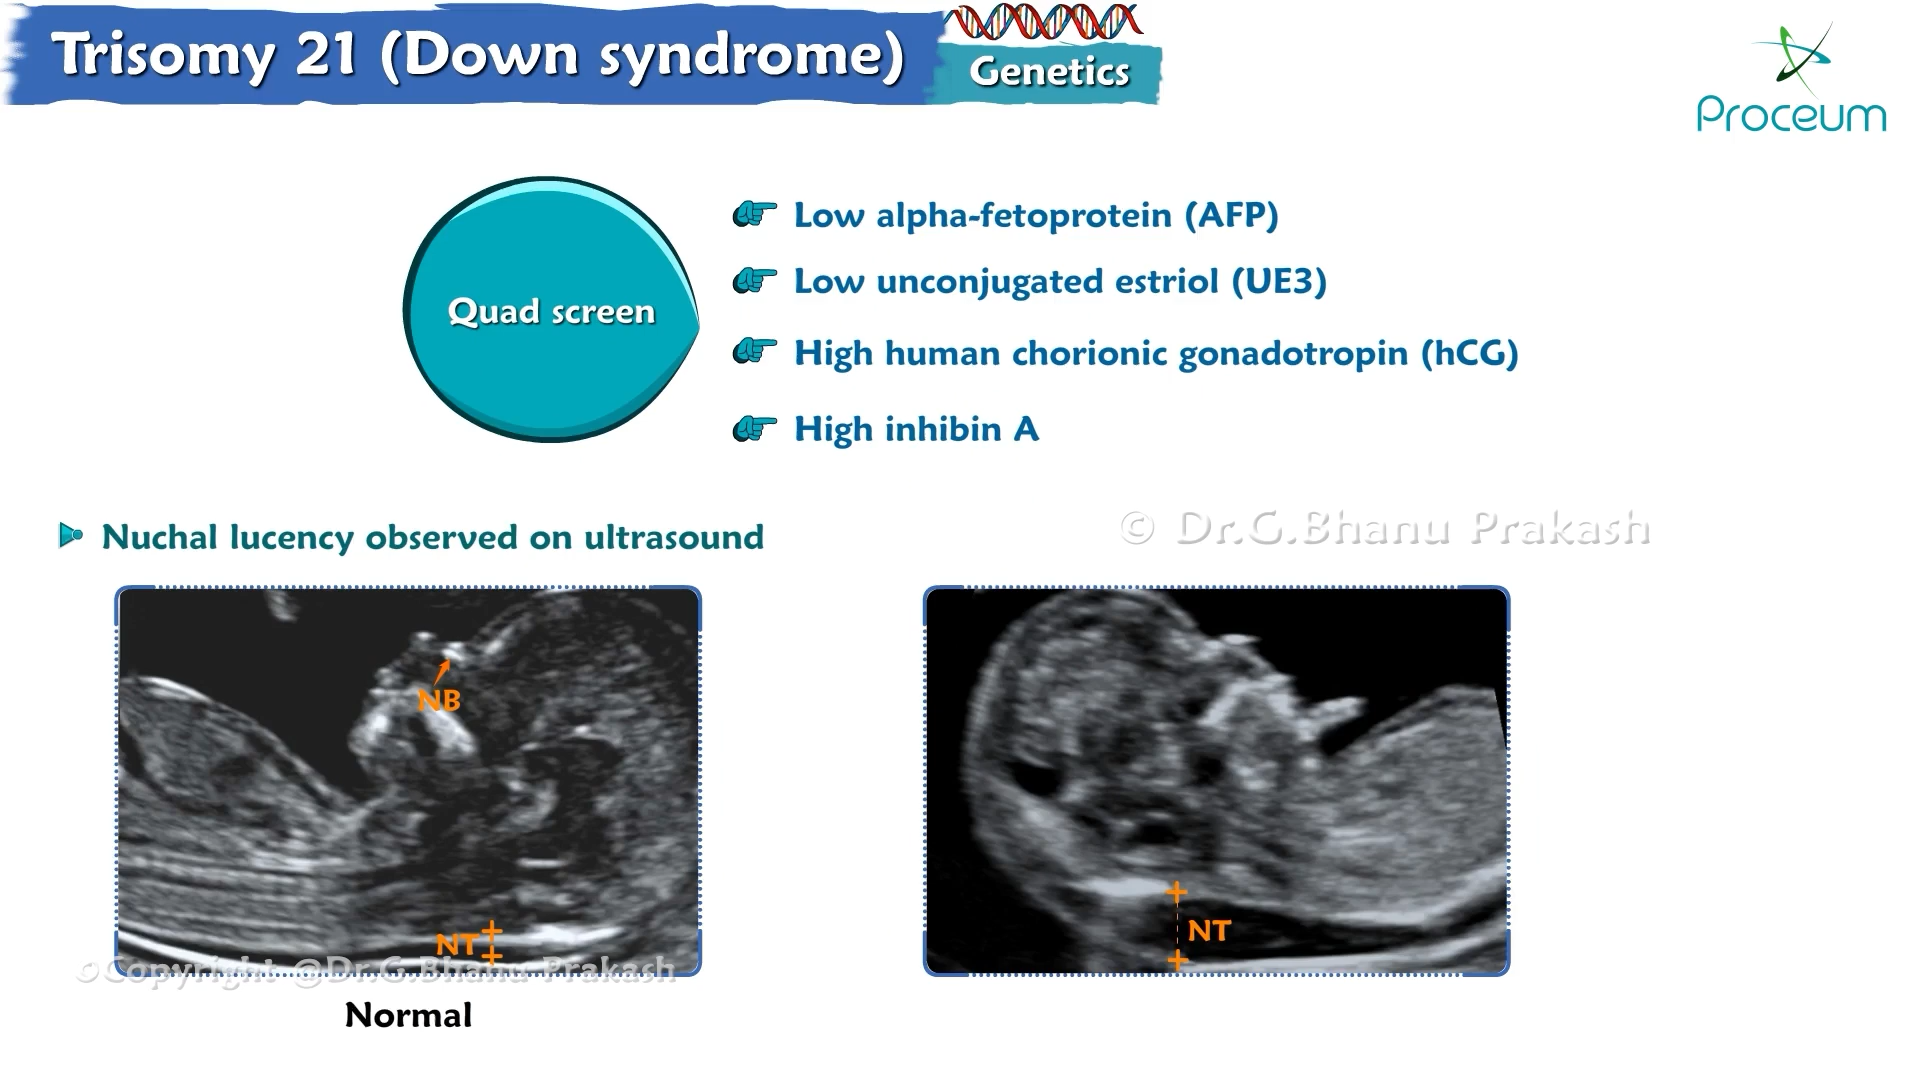 Trisomy 21 (Down syndrome)
Genetics
Proceum
Quad screen
Low alpha-fetoprotein (AFP)
Low unconjugated estriol (UE3)
High human chorionic gonadotropin (hCG)
High inhibin A
Nuchal lucency observed on ultrasound
© Dr.G.Bhanu Prakash
NB
NT
NT
©Copyright @Dr.G.Bhanu Prakash
Normal